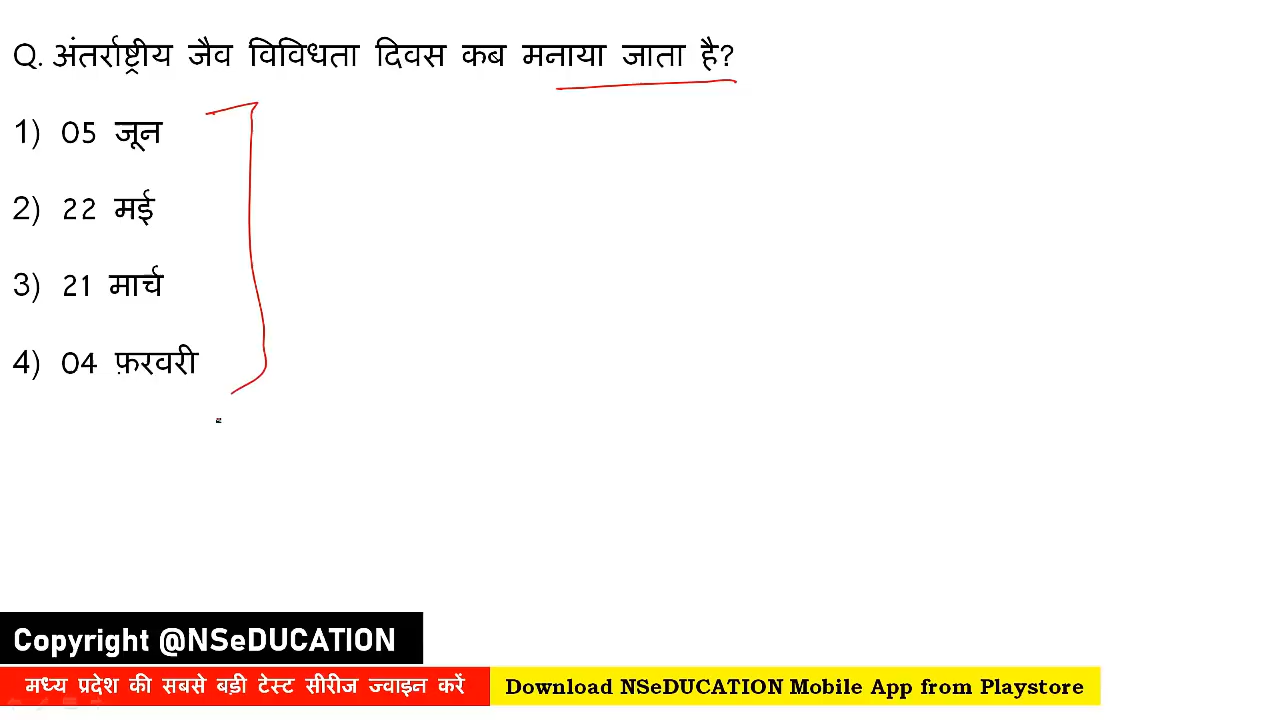 Q. अंतर्राष्ट्रीय जैव विविधता दिवस कब मनाया जाता है?
1) 05 जून
2) 22 मई
3) 21 मार्च
4) 04 फ़रवरी
Copyright @NSeDUCATION
मध्य प्रदेश की सबसे बड़ी टेस्ट सीरीज ज्वाइन करें Download NSeDUCATION Mobile App from Playstore